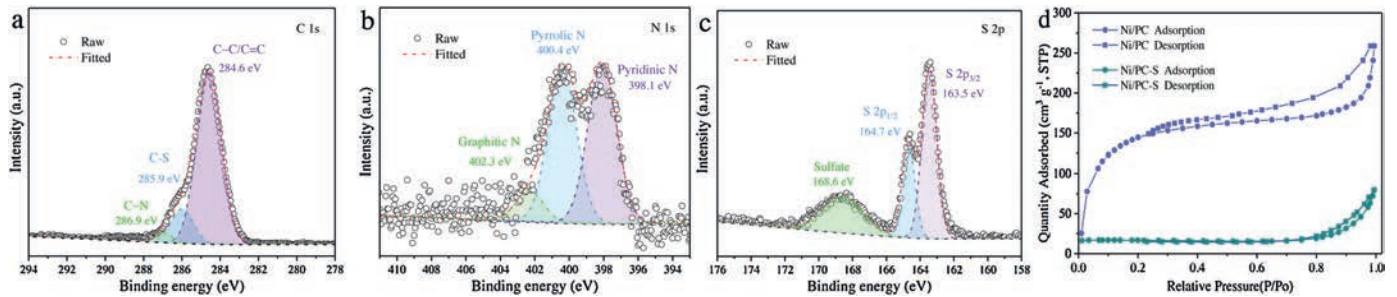 a
C 1s
Raw
Fitted
C−C/C=C
284.6 eV
C-S
285.9 eV
C−N
286.9 eV
Intensity (a.u.)
294 292 290 288 286 284 282 280 278
Binding energy (eV)
b
N 1s
Raw
Fitted
Pyrrolic N
400.4 eV
Pyridinic N
398.1 eV
Graphitic N
402.3 eV
Intensity (a.u.)
410 408 406 404 402 400 398 396 394
Binding energy (eV)
c
S 2p
Raw
Fitted
S 2p3/2
163.5 eV
S 2p1/2
164.7 eV
Sulfate
168.6 eV
Intensity (a.u.)
176 174 172 170 168 166 164 162 160 158
Binding energy (eV)
d
Ni/PC Adsorption
Ni/PC Desorption
Ni/PC-S Adsorption
Ni/PC-S Desorption
Quantity Adsorbed (cm³ g⁻¹, STP)
300
250
200
150
100
50
0
0.0 0.2 0.4 0.6 0.8 1.0
Relative Pressure(P/Po)